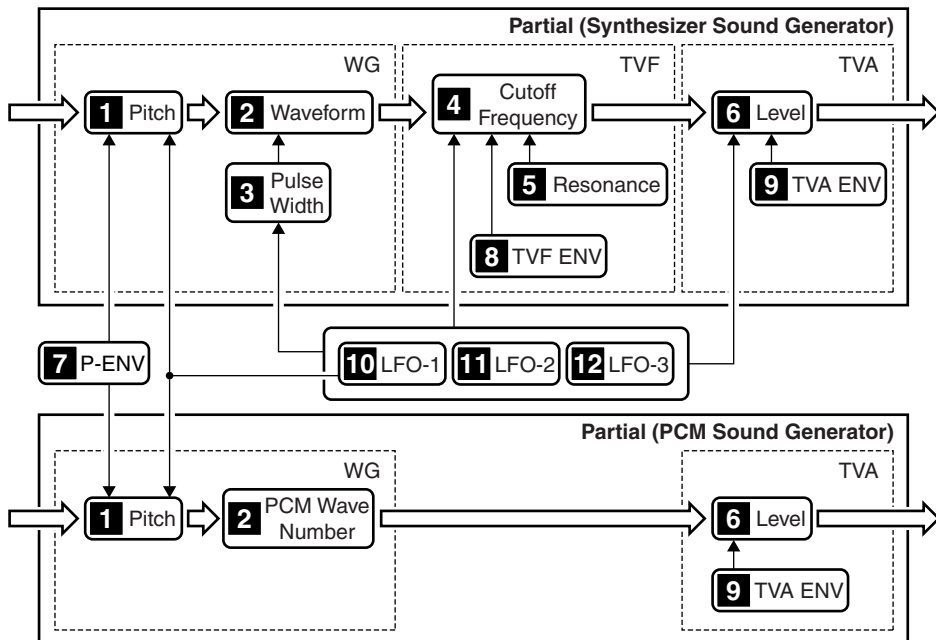 Partial (Synthesizer Sound Generator)
WG
TVF
TVA
1 Pitch
2 Waveform
4 Cutoff
Frequency
6 Level
3 Pulse
Width
5 Resonance
9 TVA ENV
8 TVF ENV
7 P-ENV
10 LFO-1
11 LFO-2
12 LFO-3
Partial (PCM Sound Generator)
WG
TVA
1 Pitch
2 PCM Wave
Number
6 Level
9 TVA ENV